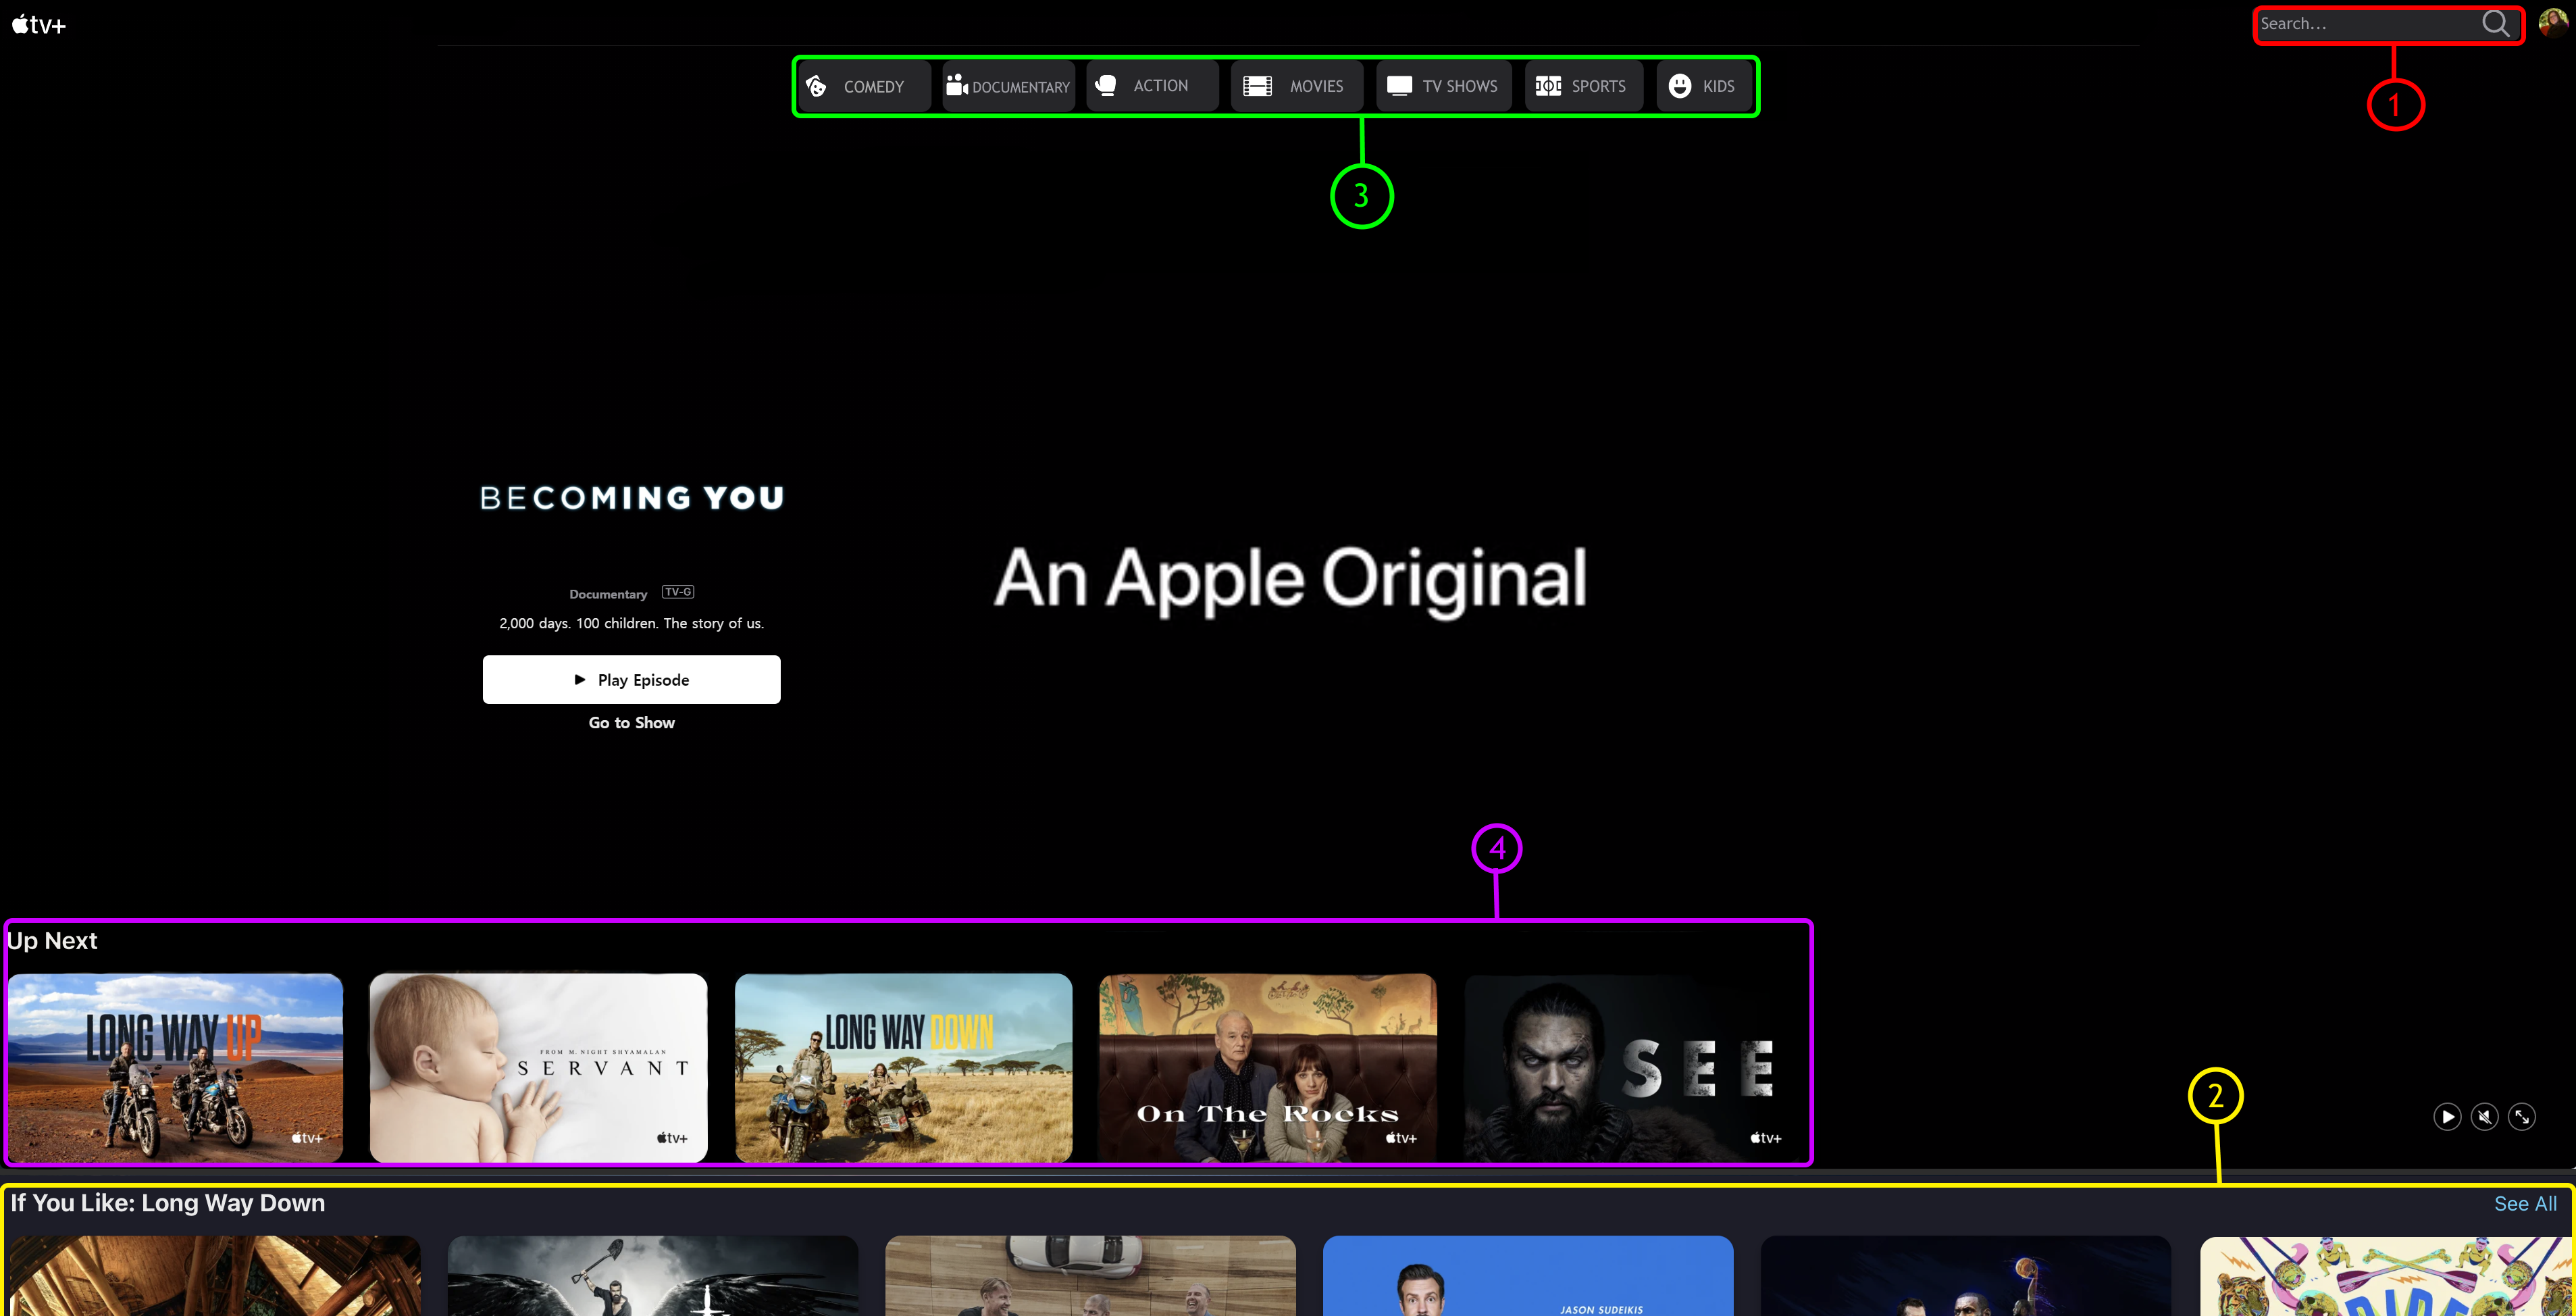 tv+
Search...
1
COMEDY
DOCUMENTARY
ACTION
MOVIES
TV SHOWS
SPORTS
KIDS
3
BECOMING YOU
An Apple Original
Documentary TV-G
2,000 days. 100 children. The story of us.
Play Episode
Go to Show
4
Up Next
LONG WAY UP
tv+
FROM M. NIGHT SHYAMALAN
SERVANT
tv+
LONG WAY DOWN
On The Rocks
tv+
SEE
tv+
2
If You Like: Long Way Down
See All
JASON SUDEIKIS
RIDE